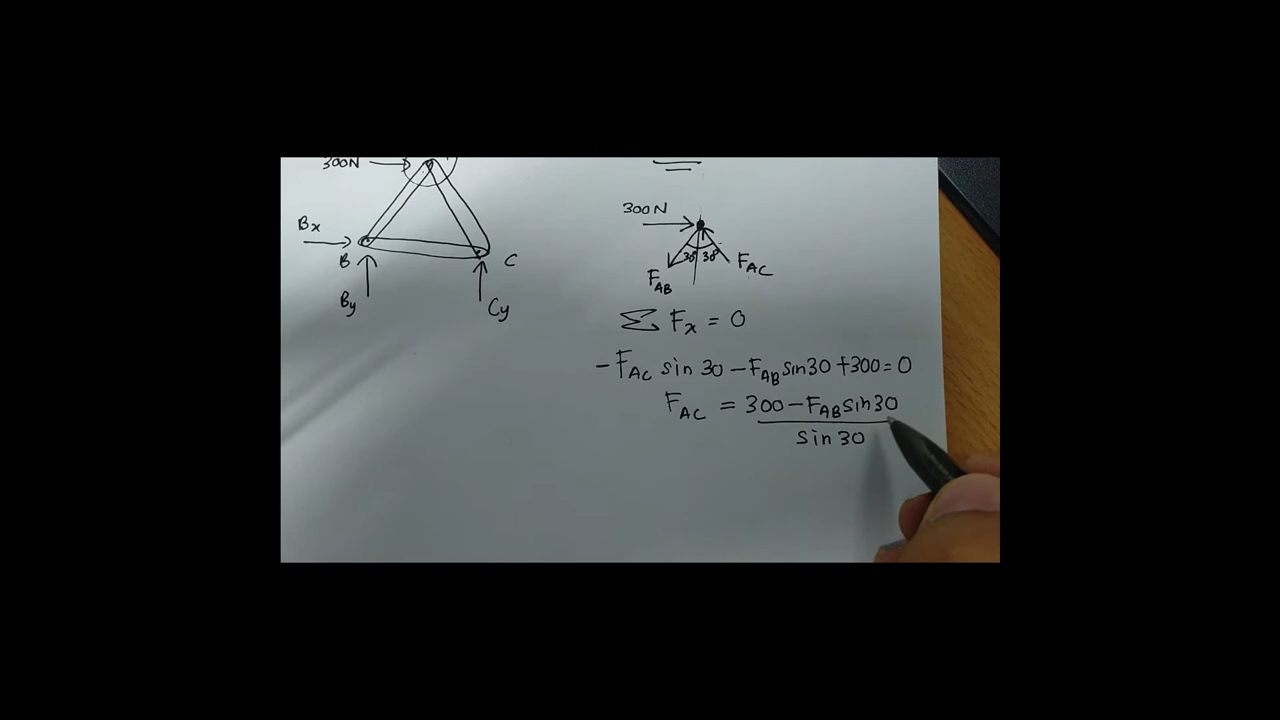 300N
Bx
B
C
By
Cy
300N
30 30
FAB
FAC
Σ Fx = 0
-FAC sin 30 - FAB sin30 +300 = 0
FAC = 300 - FAB sin30
sin 30